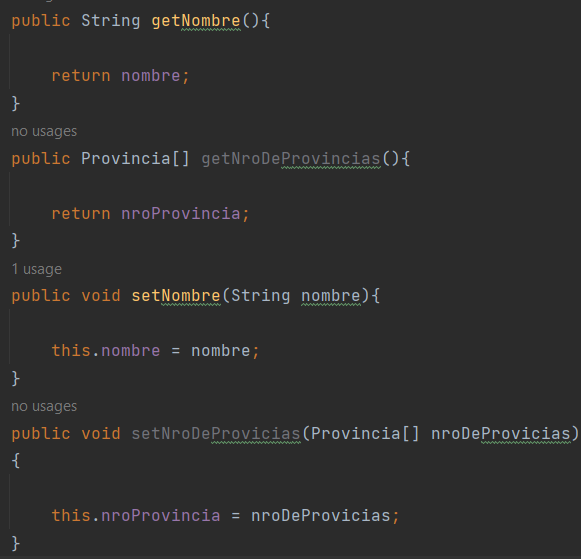 public String getNombre(){
return nombre;
}
no usages
public Provincia[] getNroDeProvincias(){
return nroProvincia;
}
1 usage
public void setNombre(String nombre){
this.nombre = nombre;
}
no usages
public void setNroDeProvicias(Provincia[] nroDeProvicias)
{
this.nroProvincia = nroDeProvicias;
}